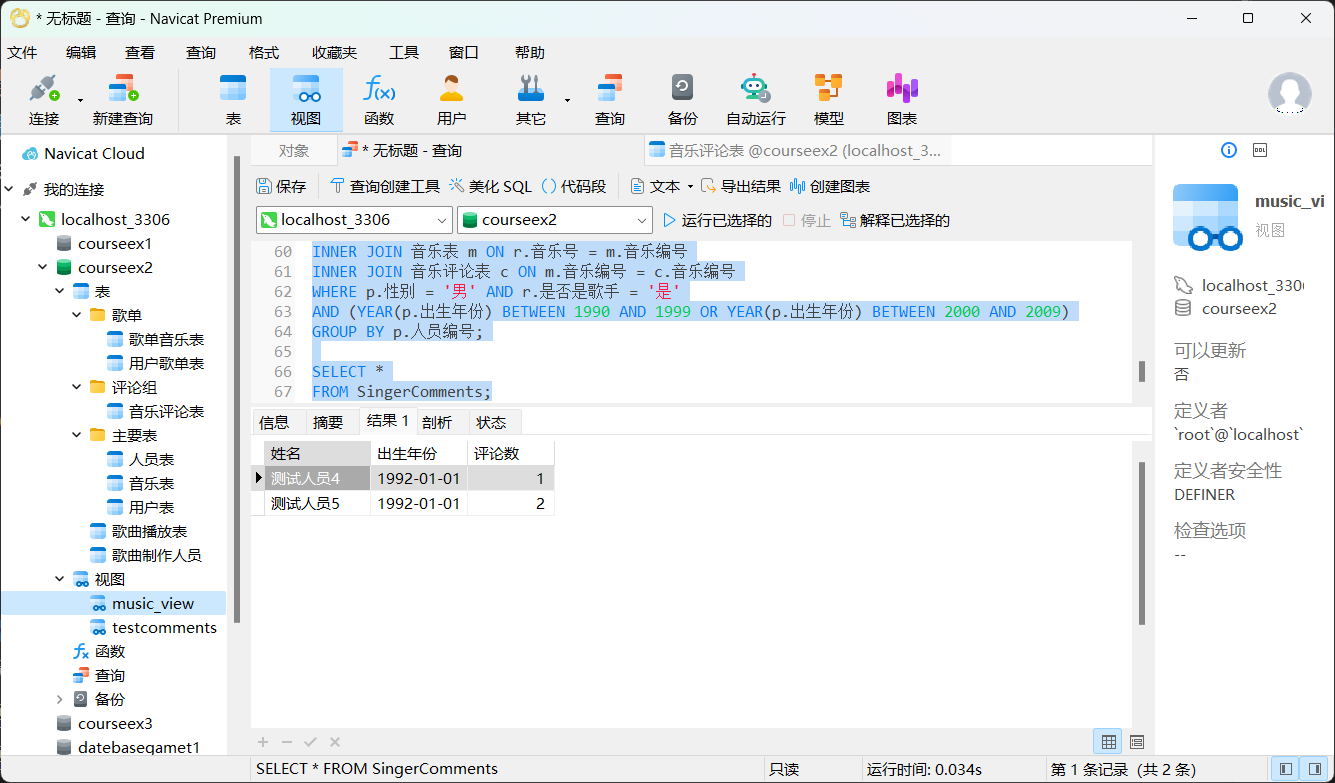 * 无标题 - 查询 - Navicat Premium
文件 编辑 查看 查询 格式 收藏夹 工具 窗口 帮助
连接 新建查询 表 视图 函数 用户 其它 查询 备份 自动运行 模型 图表
Navicat Cloud
我的连接
localhost_3306
courseex1
courseex2
表
歌单
歌单音乐表
用户歌单表
评论组
音乐评论表
主要表
人员表
音乐表
用户表
歌曲播放表
歌曲制作人员
视图
music_view
testcomments
函数
查询
备份
courseex3
datebasegamet1
对象 * 无标题 - 查询 音乐评论表 @courseex2 (localhost_3...
保存 查询创建工具 美化 SQL () 代码段 文本 导出结果 创建图表
localhost_3306 courseex2 运行已选择的 停止 解释已选择的
60 INNER JOIN 音乐表 m ON r.音乐号 = m.音乐编号
61 INNER JOIN 音乐评论表 c ON m.音乐编号 = c.音乐编号
62 WHERE p.性别 = '男' AND r.是否是歌手 = '是'
63 AND (YEAR(p.出生年份) BETWEEN 1990 AND 1999 OR YEAR(p.出生年份) BETWEEN 2000 AND 2009)
64 GROUP BY p.人员编号;
65
66 SELECT *
67 FROM SingerComments;
信息 摘要 结果 1 剖析 状态
姓名 出生年份 评论数
测试人员4 1992-01-01 1
测试人员5 1992-01-01 2
SELECT * FROM SingerComments 只读 运行时间: 0.034s 第 1 条记录 (共 2 条)
DDL
music_vi
视图
localhost_330
courseex2
可以更新
否
定义者
`root`@`localhost`
定义者安全性
DEFINER
检查选项
--